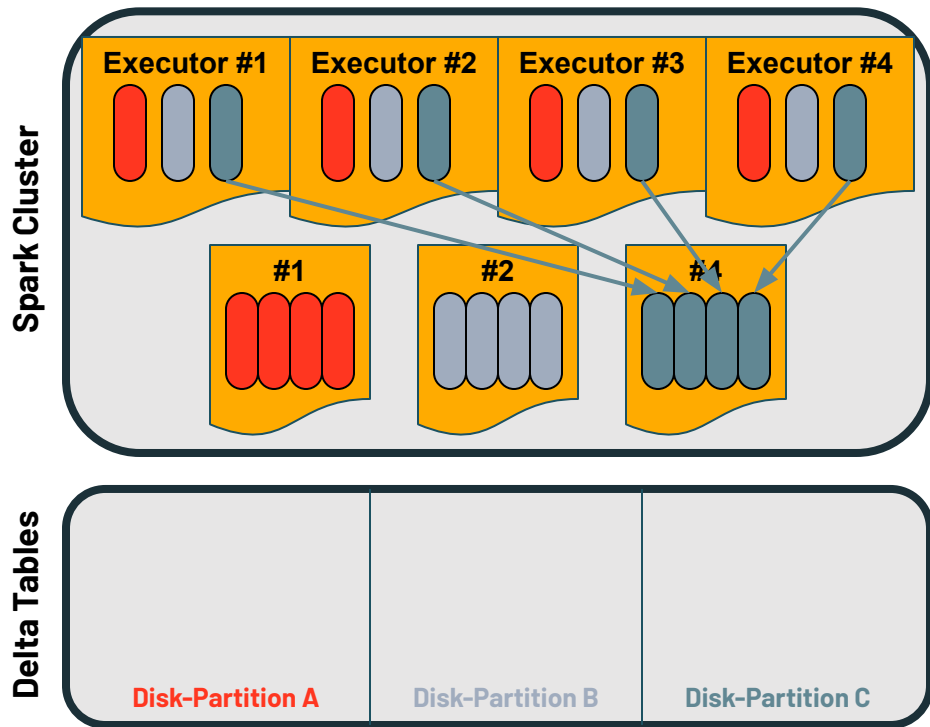 Spark Cluster
Executor #1
Executor #2
Executor #3
Executor #4
#1
#2
#4
Delta Tables
Disk-Partition A
Disk-Partition B
Disk-Partition C